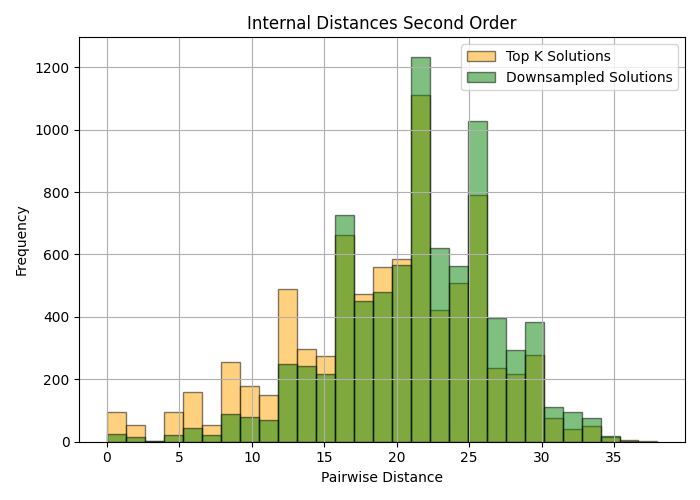 Internal Distances Second Order
Top K Solutions
Downsampled Solutions
1200
1000
800
600
400
200
0
Frequency
0 5 10 15 20 25 30 35
Pairwise Distance